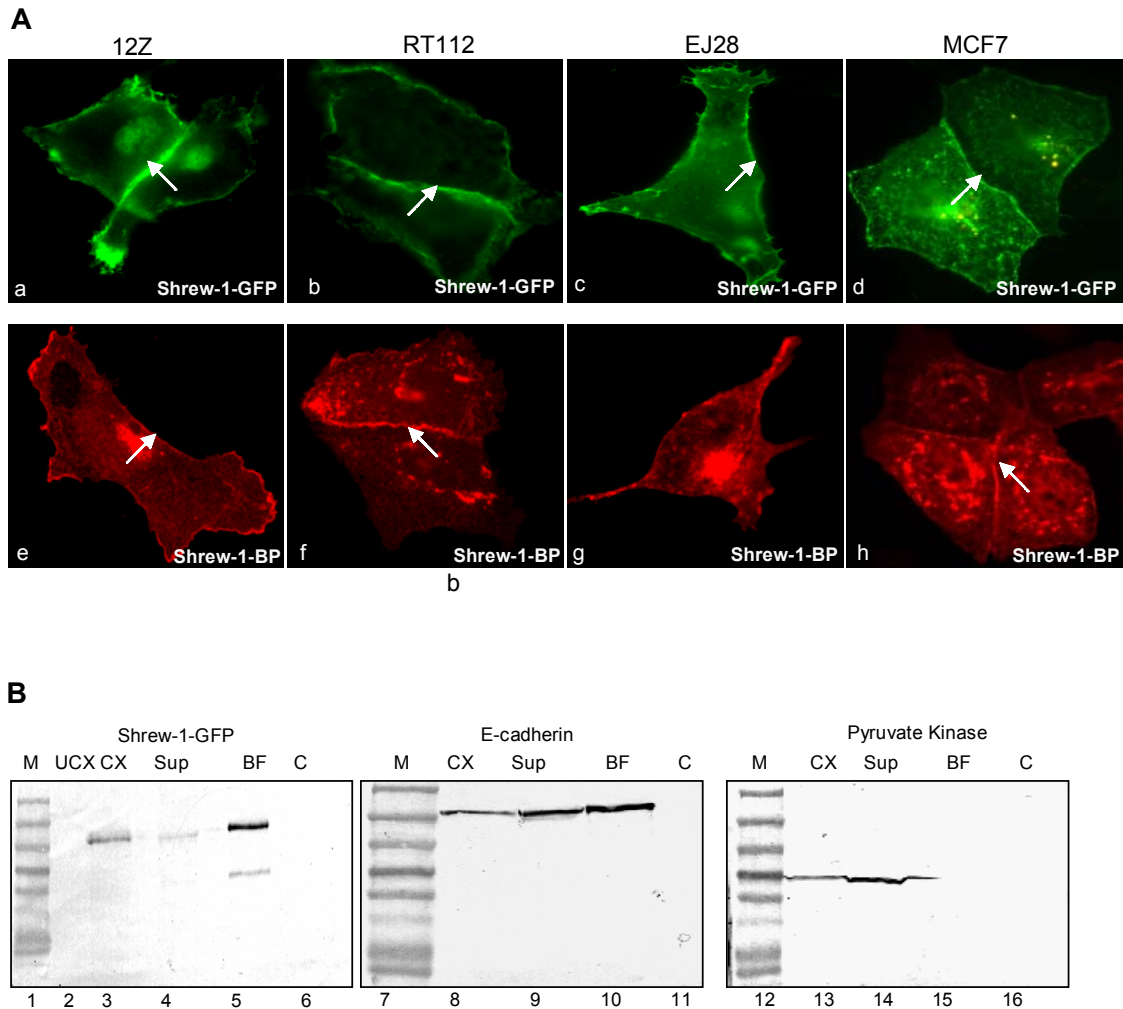 A
12Z RT112 EJ28 MCF7
a Shrew-1-GFP b Shrew-1-GFP c Shrew-1-GFP d Shrew-1-GFP
e Shrew-1-BP f Shrew-1-BP g Shrew-1-BP h Shrew-1-BP
b
B
Shrew-1-GFP E-cadherin Pyruvate Kinase
M UCX CX Sup BF C M CX Sup BF C M CX Sup BF C
1 2 3 4 5 6 7 8 9 10 11 12 13 14 15 16